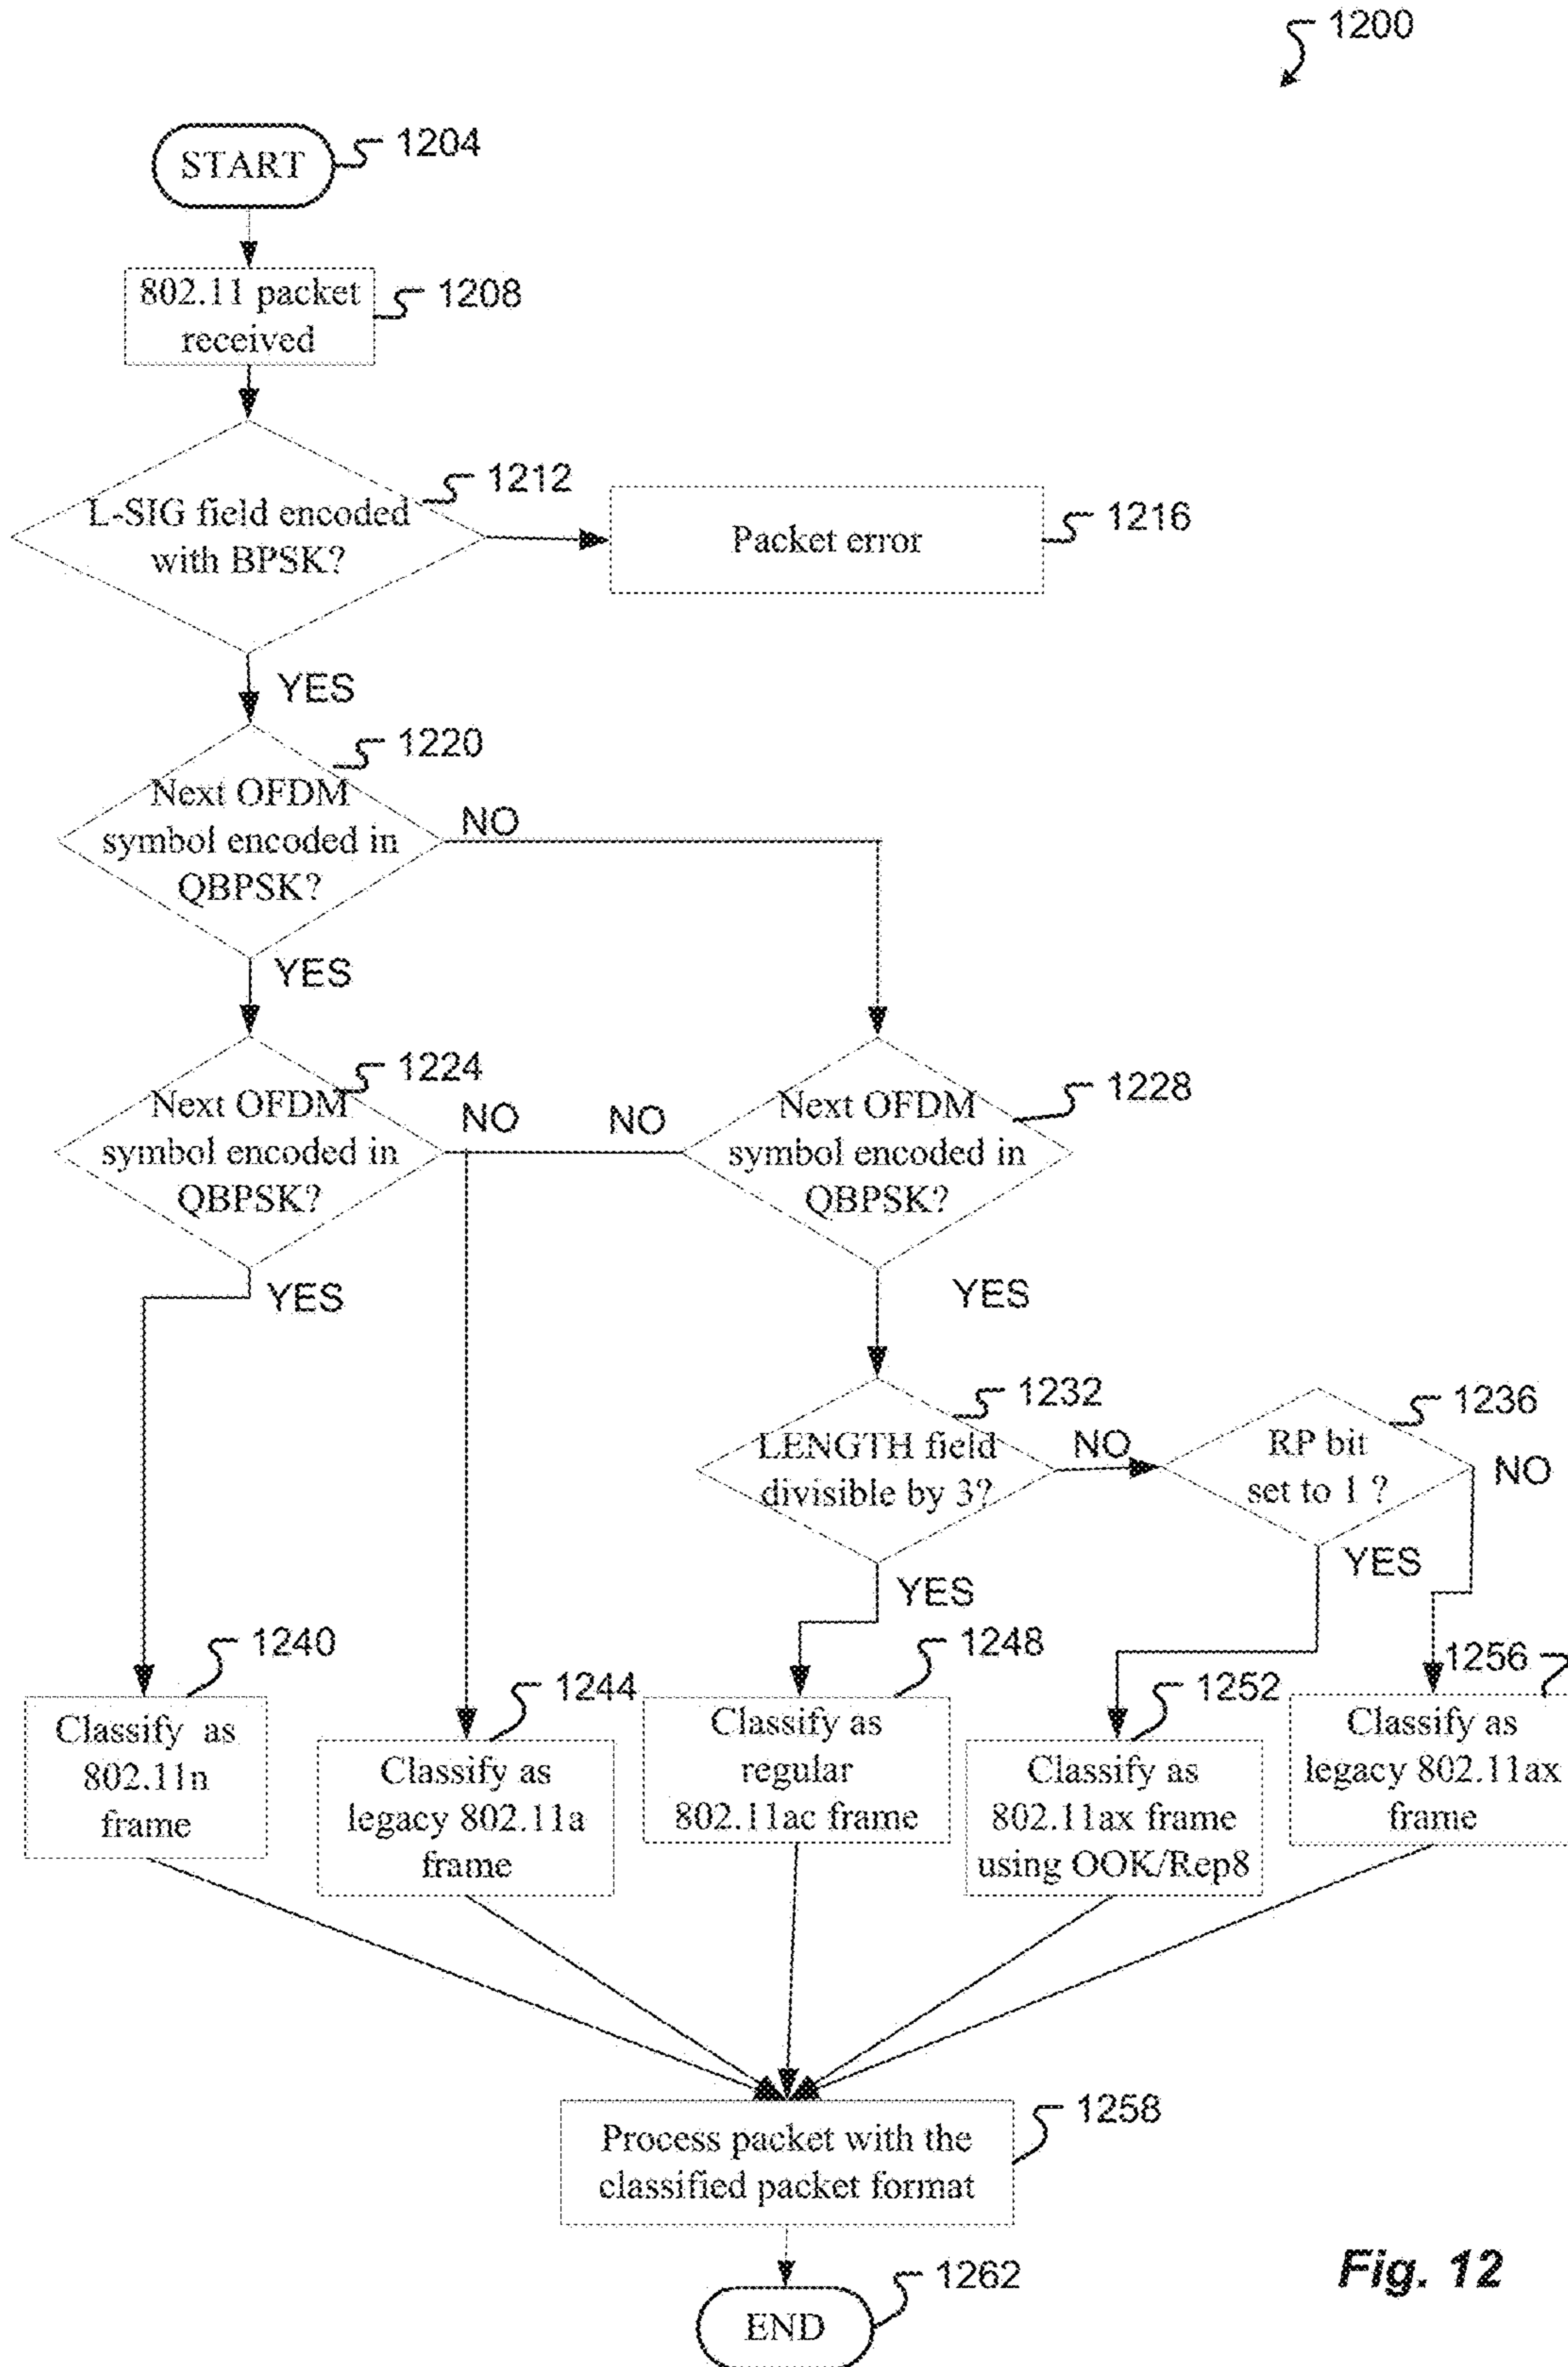 1200
START
1204
802.11 packet
received
1208
L-SIG field encoded
with BPSK?
1212
Packet error
1216
YES
Next OFDM
symbol encoded in
QBPSK?
1220
NO
YES
Next OFDM
symbol encoded in
QBPSK?
1224
NO
NO
Next OFDM
symbol encoded in
QBPSK?
1228
YES
YES
LENGTH field
divisible by 3?
1232
NO
RP bit
set to 1 ?
1236
NO
YES
YES
1240
Classify as
802.11n
frame
1244
Classify as
legacy 802.11a
frame
1248
Classify as
regular
802.11ac frame
1252
Classify as
802.11ax frame
using OOK/Rep8
1256
Classify as
legacy 802.11ax
frame
Process packet with the
classified packet format
1258
END
1262
Fig. 12